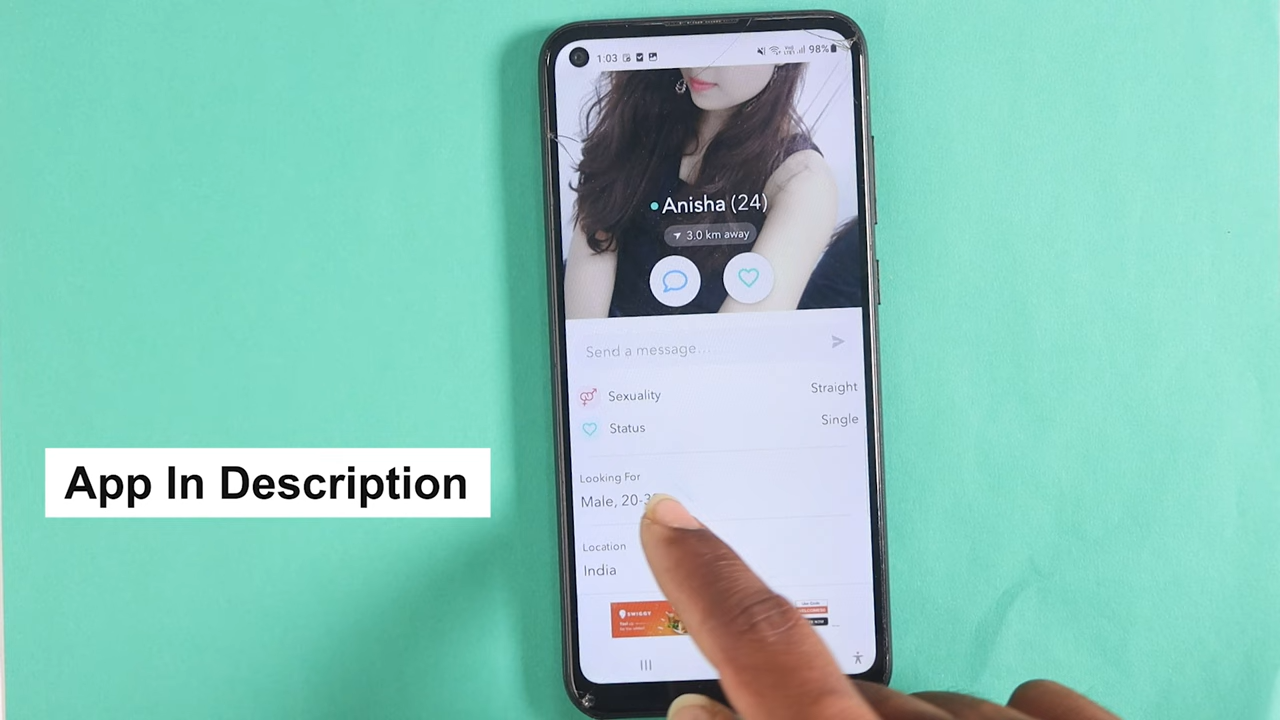 1:03
98%
Anisha (24)
3.0 km away
Send a message......
Sexuality
Straight
Status
Single
Looking For
Male, 20-3
Location
India
App In Description
SWIGGY